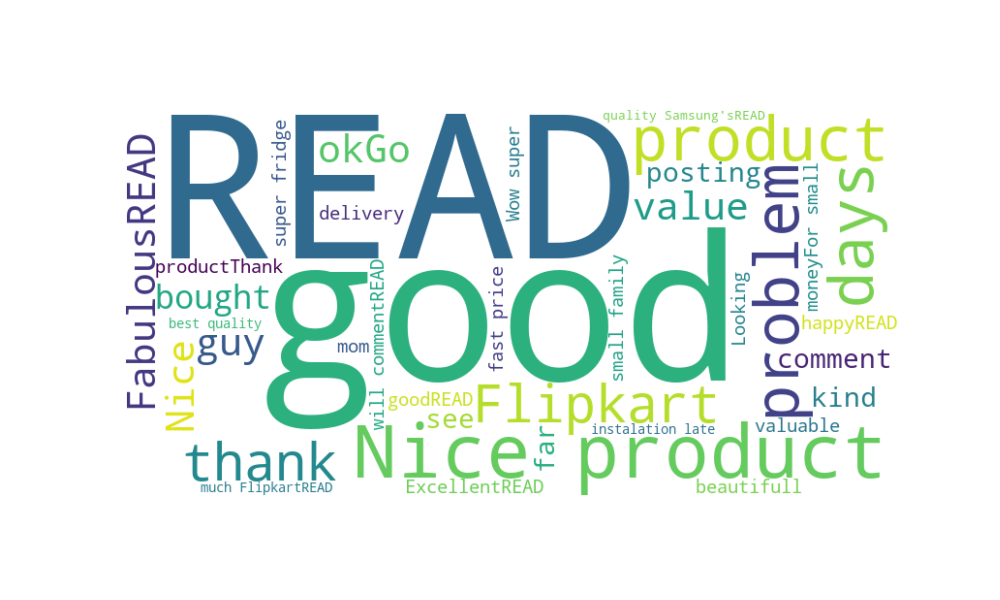 quality Samsung'sREAD
READ
product
FabulousREAD
super fridge
okGo
Wow super
posting
days
problem
moneyFor small
delivery
value
good
productThank
bought
will commentREAD
fast price
small family
Looking
best quality
happyREAD
guy
mom
Nice
comment
goodREAD
Flipkart
kind
see
instalation late
valuable
Nice product
far
thank
much FlipkartREAD
ExcellentREAD
beautifull